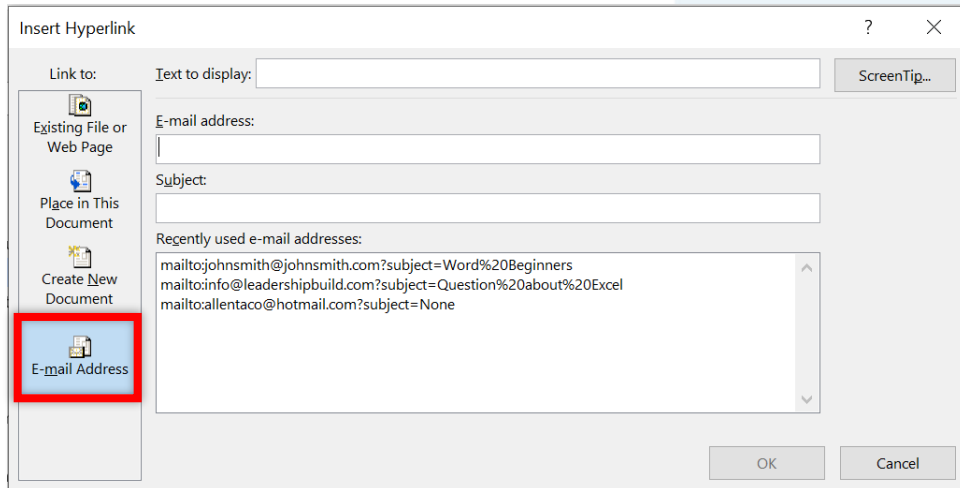 Insert Hyperlink
?
Link to:
Text to display:
ScreenTip...
Existing File or
Web Page
Place in This
Document
Create New
Document
E-mail Address
E-mail address:
Subject:
Recently used e-mail addresses:
mailto:johnsmith@johnsmith.com?subject=Word%20Beginners
mailto:info@leadershipbuild.com?subject=Question%20about%20Excel
mailto:allentaco@hotmail.com?subject=None
OK
Cancel